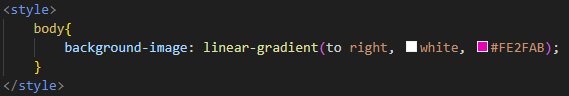 <style>
body{
background-image: linear-gradient(to right, white, #FE2FAB);
}
</style>